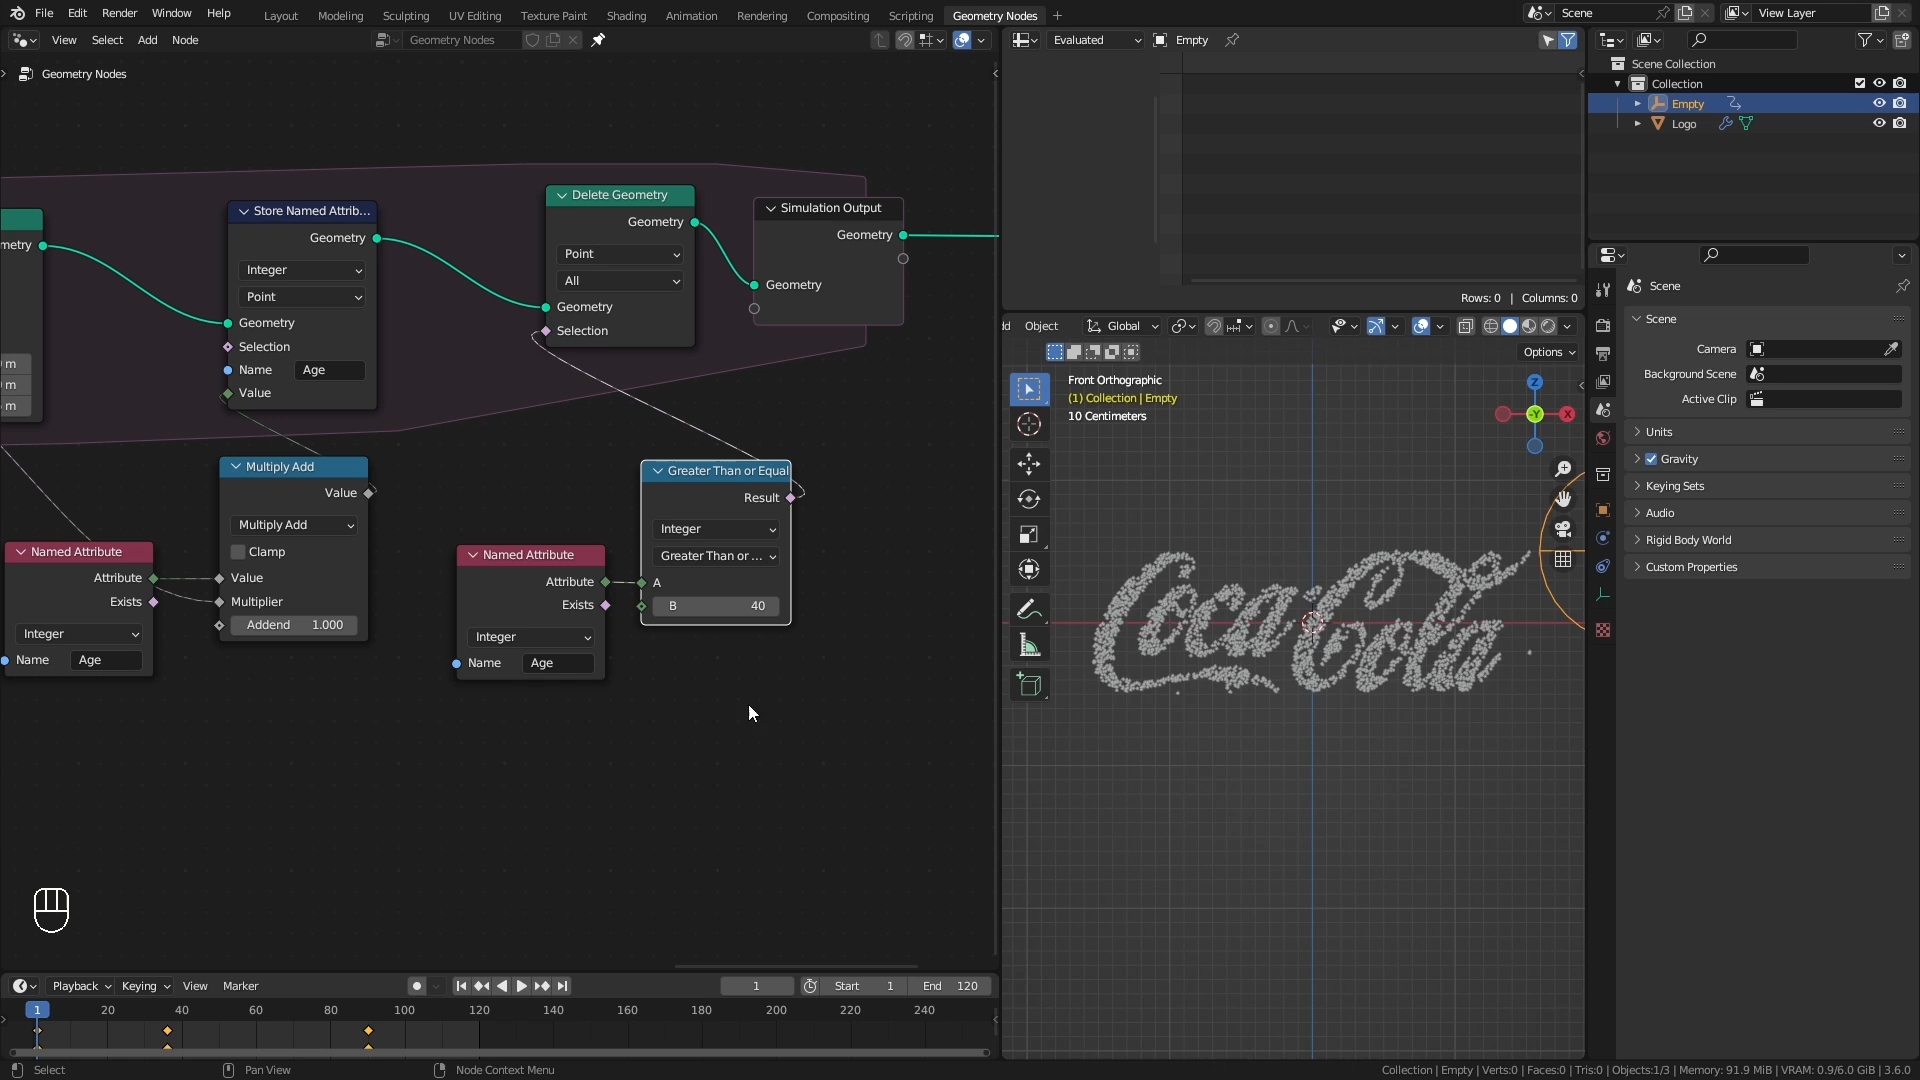 File Edit Render Window Help Layout Modeling Sculpting UV Editing Texture Paint Shading Animation Rendering Compositing Scripting Geometry Nodes + Scene View Layer
View Select Add Node Geometry Nodes
Geometry Nodes
Evaluated Empty
Rows: 0 | Columns: 0
Scene Collection
Collection
Empty
Logo
metry
m
m
m
Store Named Attrib...
Geometry
Integer
Point
Geometry
Selection
Name Age
Value
Delete Geometry
Geometry
Point
All
Geometry
Selection
Simulation Output
Geometry
Geometry
Multiply Add
Value
Multiply Add
Clamp
Value
Multiplier
Addend 1.000
Named Attribute
Attribute
Exists
Integer
Name Age
Named Attribute
Attribute
Exists
Integer
Name Age
Greater Than or Equal
Result
Integer
Greater Than or ...
A
B 40
Object Global
Options
Front Orthographic
(1) Collection | Empty
10 Centimeters
Z
-Y
X
Coca Cola
Scene
Scene
Camera
Background Scene
Active Clip
Units
Gravity
Keying Sets
Audio
Rigid Body World
Custom Properties
Playback Keying View Marker 1 Start 1 End 120
1 20 40 60 80 100 120 140 160 180 200 220 240
Select Pan View Node Context Menu Collection | Empty | Verts:0 | Faces:0 | Tris:0 | Objects:1/3 | Memory: 91.9 MiB | VRAM: 0.9/6.0 GiB | 3.6.0